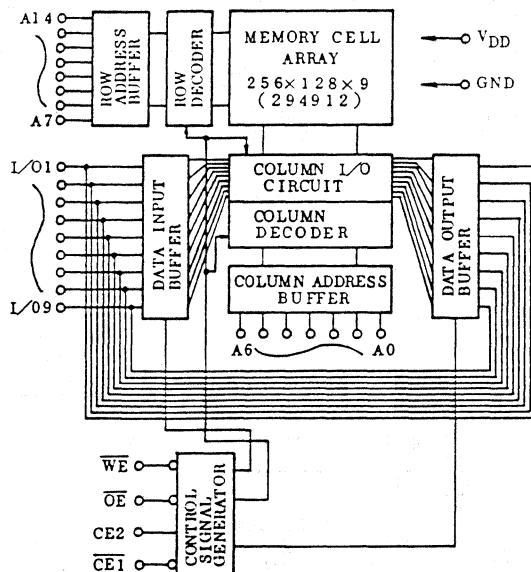 A14
A7
ROW ADDRESS
BUFFER
ROW
DECODER
MEMORY CELL
ARRAY
256×128×9
(294912)
VDD
GND
I/O1
I/O9
DATA INPUT
BUFFER
COLUMN I/O
CIRCUIT
COLUMN
DECODER
COLUMN ADDRESS
BUFFER
A6
A0
DATA OUTPUT
BUFFER
WE
OE
CE2
CE1
CONTROL
SIGNAL
GENERATOR